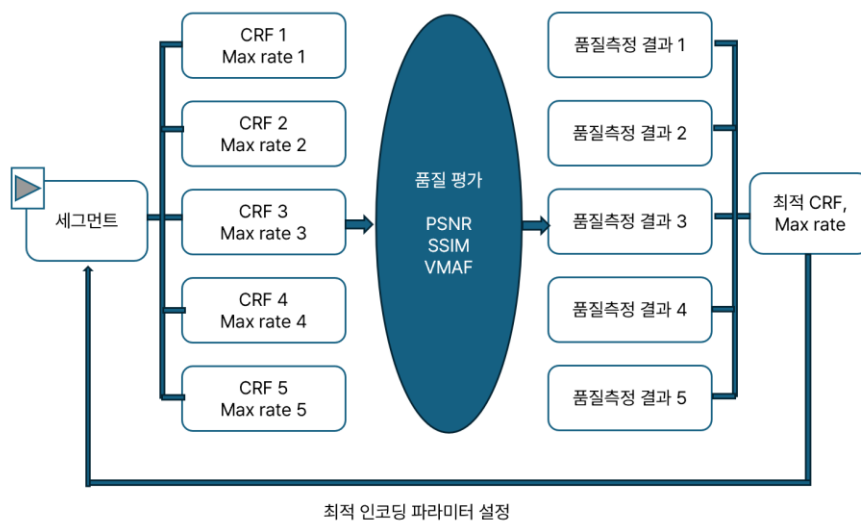 세그먼트
CRF 1
Max rate 1
CRF 2
Max rate 2
CRF 3
Max rate 3
CRF 4
Max rate 4
CRF 5
Max rate 5
품질 평가
PSNR
SSIM
VMAF
품질측정 결과 1
품질측정 결과 2
품질측정 결과 3
품질측정 결과 4
품질측정 결과 5
최적 CRF,
Max rate
최적 인코딩 파라미터 설정